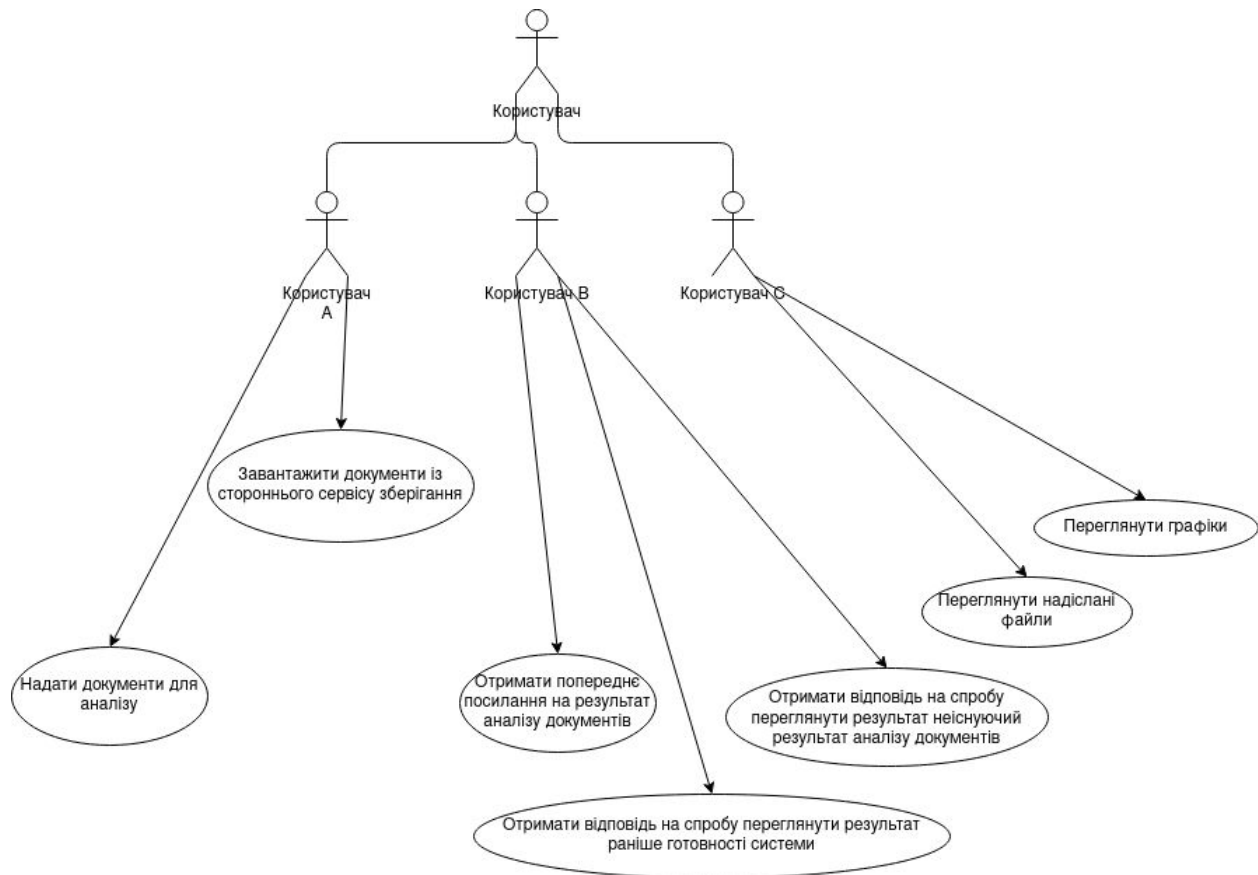 Користувач
Користувач
А
Користувач В
Користувач С
Завантажити документи із
стороннього сервісу зберігання
Переглянути графіки
Переглянути надіслані
файли
Надати документи для
аналізу
Отримати попереднє
посилання на результат
аналізу документів
Отримати відповідь на спробу
переглянути результат неіснуючий
результат аналізу документів
Отримати відповідь на спробу переглянути результат
раніше готовності системи